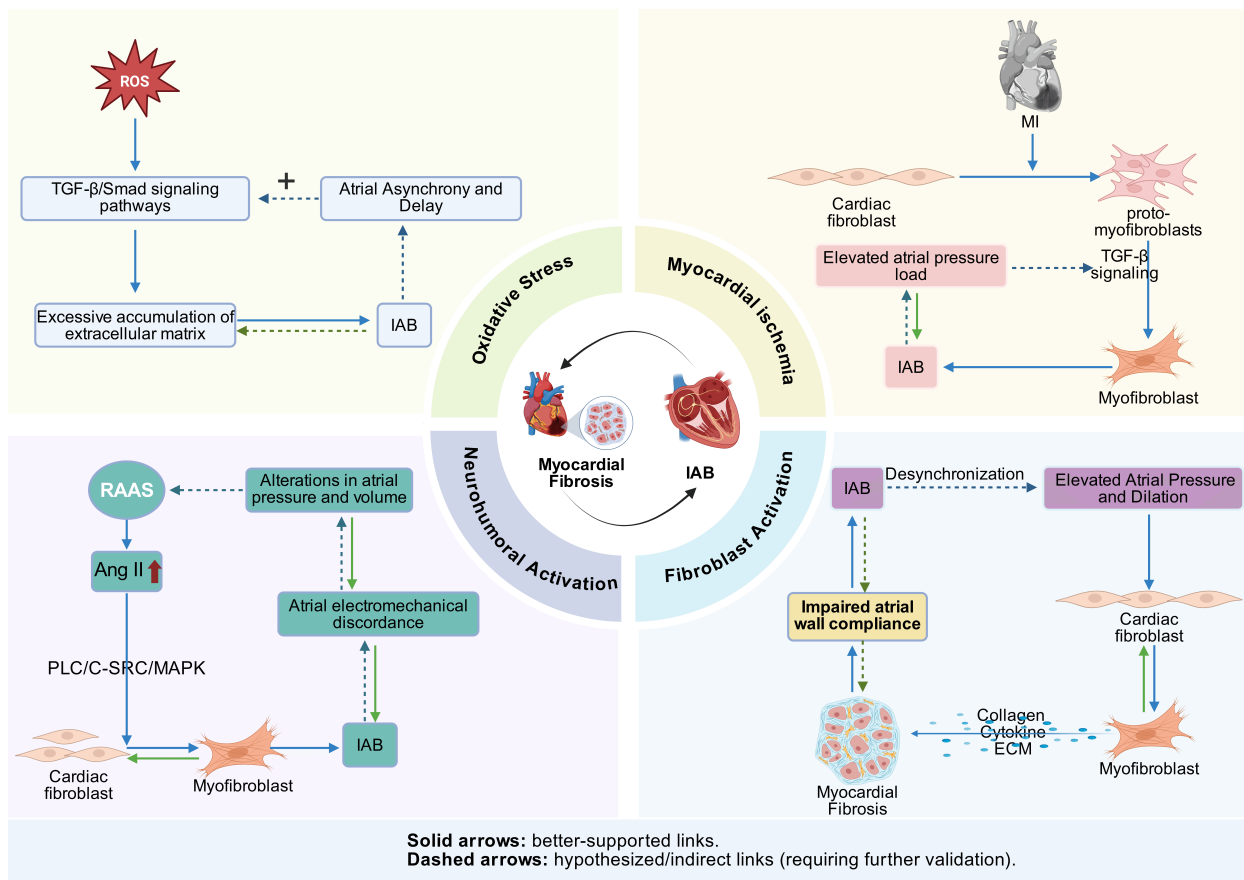 ROS
TGF-β/Smad signaling
pathways
+
Atrial Asynchrony and
Delay
Excessive accumulation of
extracellular matrix
IAB
MI
Cardiac
fibroblast
proto-
myofibroblasts
Elevated atrial pressure
load
TGF-β
signaling
IAB
Myofibroblast
Oxidative Stress
Myocardial ischemia
Neurohumoral Activation
Fibroblast Activation
Myocardial
Fibrosis
IAB
RAAS
Alterations in atrial
pressure and volume
Ang II
Atrial electromechanical
discordance
PLC/C-SRC/MAPK
IAB
Cardiac
fibroblast
Myofibroblast
IAB
Desynchronization
Elevated Atrial Pressure
and Dilation
Impaired atrial
wall compliance
Cardiac
fibroblast
Collagen
Cytokine
ECM
Myofibroblast
Myocardial
Fibrosis
Solid arrows: better-supported links.
Dashed arrows: hypothesized/indirect links (requiring further validation).